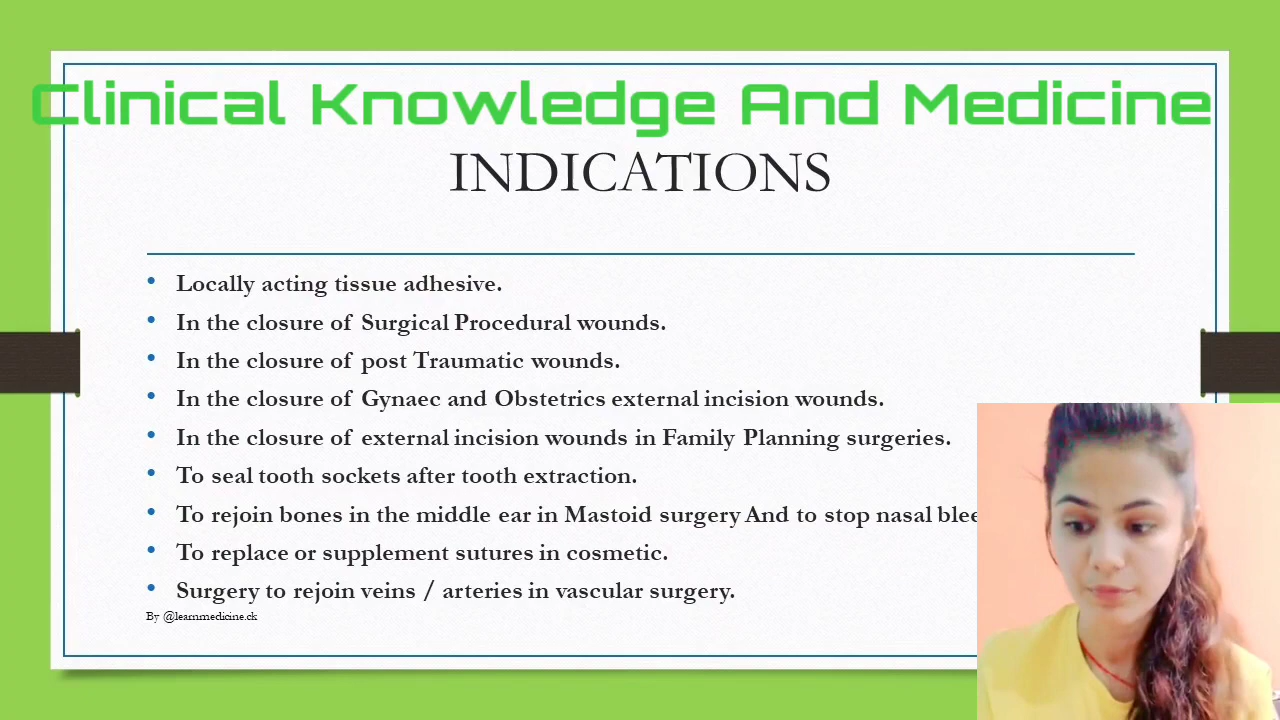 Clinical Knowledge And Medicine
INDICATIONS
• Locally acting tissue adhesive.
• In the closure of Surgical Procedural wounds.
• In the closure of post Traumatic wounds.
• In the closure of Gynaec and Obstetrics external incision wounds.
• In the closure of external incision wounds in Family Planning surgeries.
• To seal tooth sockets after tooth extraction.
• To rejoin bones in the middle ear in Mastoid surgery And to stop nasal
• To replace or supplement sutures in cosmetic.
• Surgery to rejoin veins / arteries in vascular surgery.
By @learnmedicine.ck